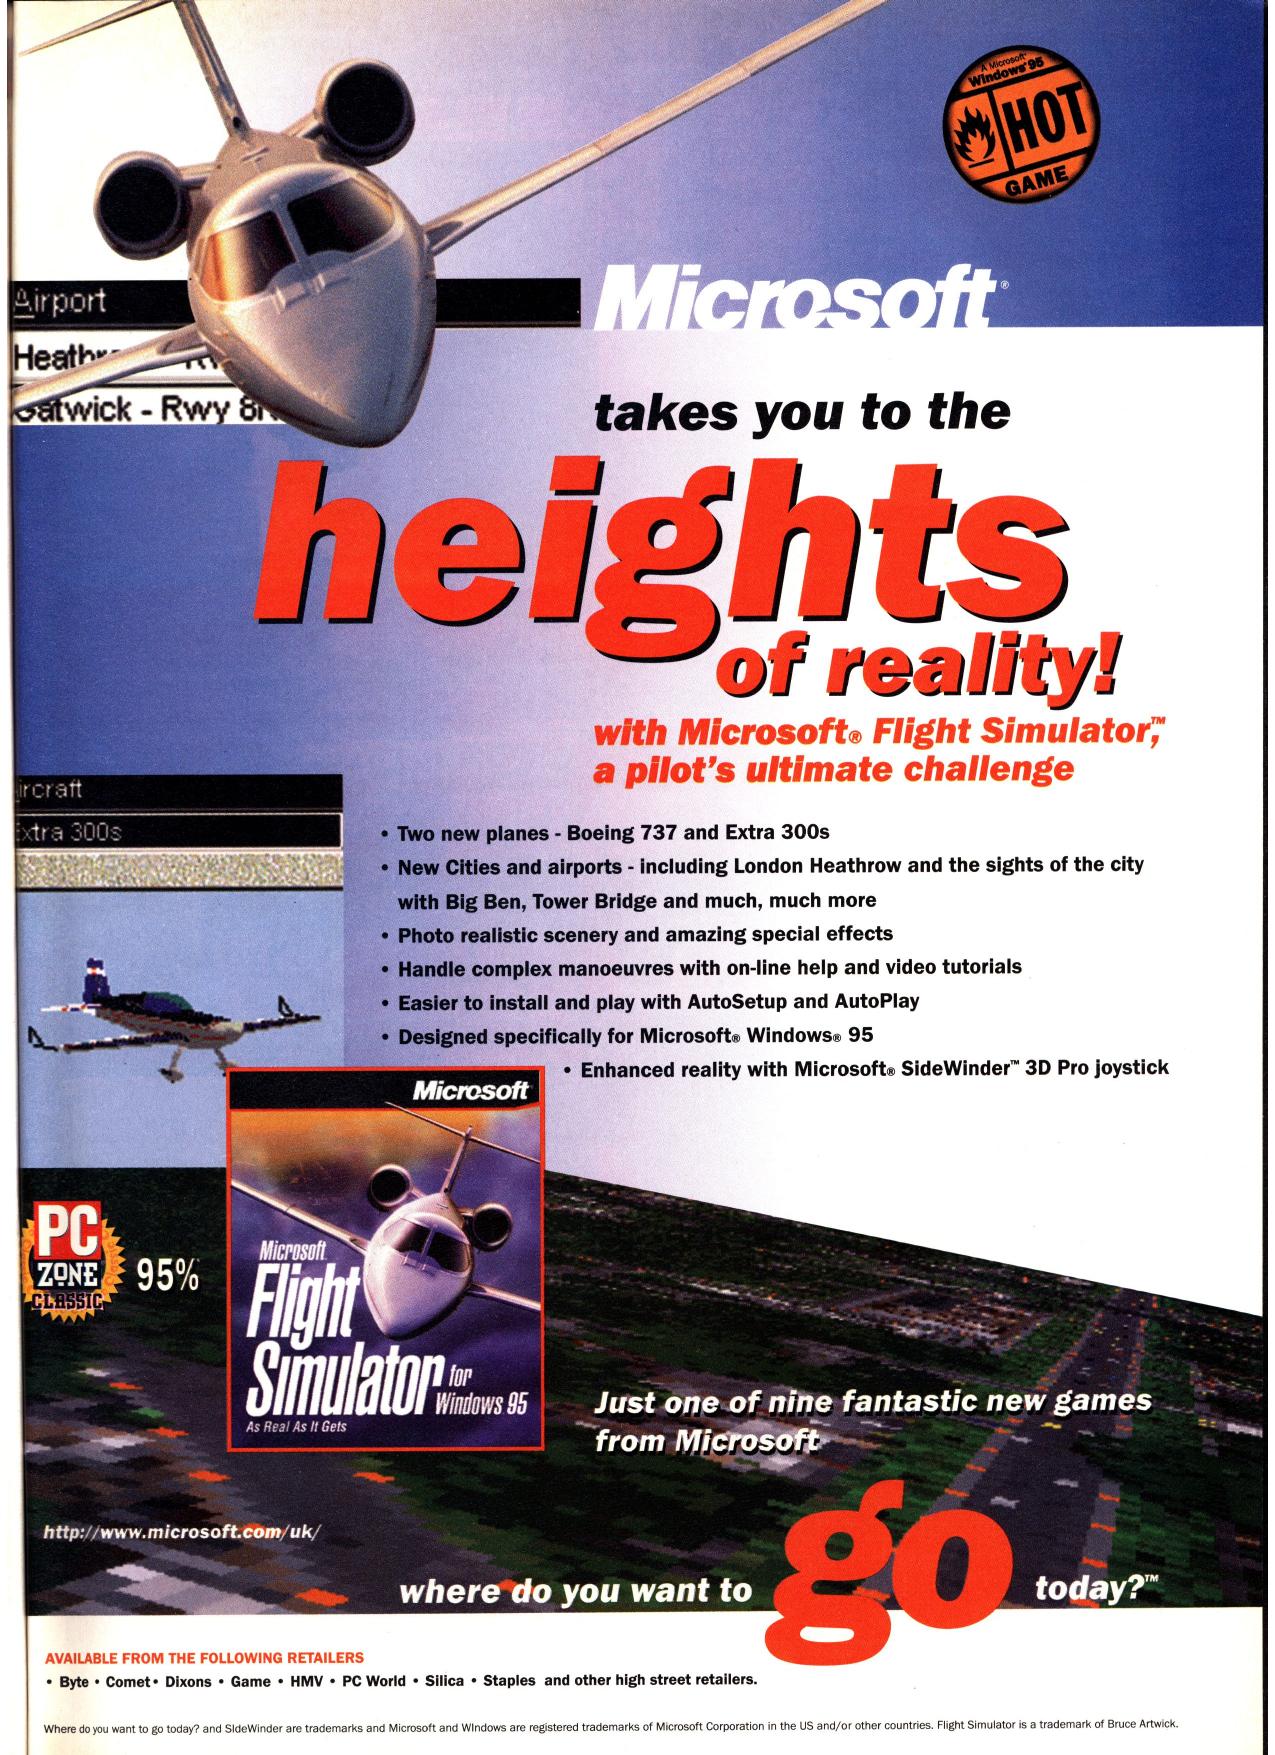 A Microsoft®
Windows® 95
HOT
GAME
Airport
Microsoft®
Gatwick - Rwy
takes you to the
heights
of reality!
with Microsoft® Flight Simulator,™
a pilot's ultimate challenge
ircraft
xtra 300s
• Two new planes - Boeing 737 and Extra 300s
• New Cities and airports - including London Heathrow and the sights of the city
with Big Ben, Tower Bridge and much, much more
• Photo realistic scenery and amazing special effects
• Handle complex manoeuvres with on-line help and video tutorials
• Easier to install and play with AutoSetup and AutoPlay
• Designed specifically for Microsoft® Windows® 95
• Enhanced reality with Microsoft® SideWinder™ 3D Pro joystick
Microsoft
Microsoft
Flight
Simulator for
Windows 95
As Real As It Gets
PC
ZONE
CLASSIC
95%
Just one of nine fantastic new games
from Microsoft
http://www.microsoft.com/uk/
where do you want to go today?™
AVAILABLE FROM THE FOLLOWING RETAILERS
• Byte • Comet • Dixons • Game • HMV • PC World • Silica • Staples and other high street retailers.
Where do you want to go today? and SIdeWinder are trademarks and Microsoft and WIndows are registered trademarks of Microsoft Corporation in the US and/or other countries. Flight Simulator is a trademark of Bruce Artwick.